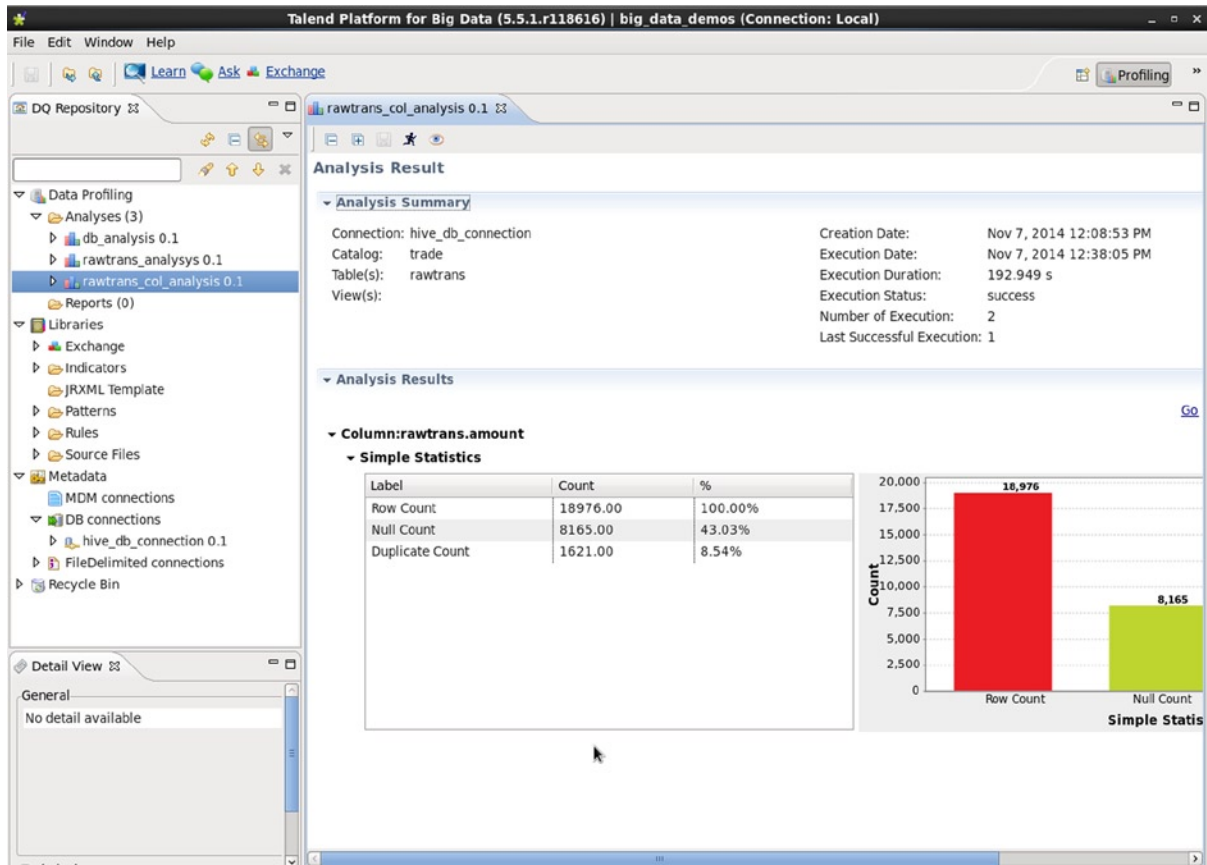 Talend Platform for Big Data (5.5.1.r118616) | big_data_demos (Connection: Local)
File Edit Window Help
Learn Ask Exchange
Profiling
DQ Repository
Data Profiling
Analyses (3)
db_analysis 0.1
rawtrans_analysys 0.1
rawtrans_col_analysis 0.1
Reports (0)
Libraries
Exchange
Indicators
JRXML Template
Patterns
Rules
Source Files
Metadata
MDM connections
DB connections
hive_db_connection 0.1
FileDelimited connections
Recycle Bin
Detail View
General
No detail available
rawtrans_col_analysis 0.1
Analysis Result
Analysis Summary
Connection: hive_db_connection
Catalog: trade
Table(s): rawtrans
View(s):
Creation Date: Nov 7, 2014 12:08:53 PM
Execution Date: Nov 7, 2014 12:38:05 PM
Execution Duration: 192.949 s
Execution Status: success
Number of Execution: 2
Last Successful Execution: 1
Analysis Results
Go
Column:rawtrans.amount
Simple Statistics
Label Count %
Row Count 18976.00 100.00%
Null Count 8165.00 43.03%
Duplicate Count 1621.00 8.54%
Count
20,000
17,500
15,000
12,500
10,000
7,500
5,000
2,500
0
18,976
8,165
Row Count Null Count
Simple Statis